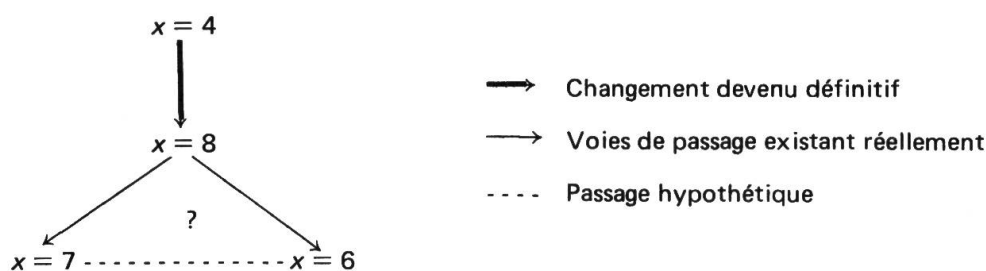 x = 4
Changement devenu définitif
x = 8
Voies de passage existant réellement
Passage hypothétique
?
x = 7
x = 6